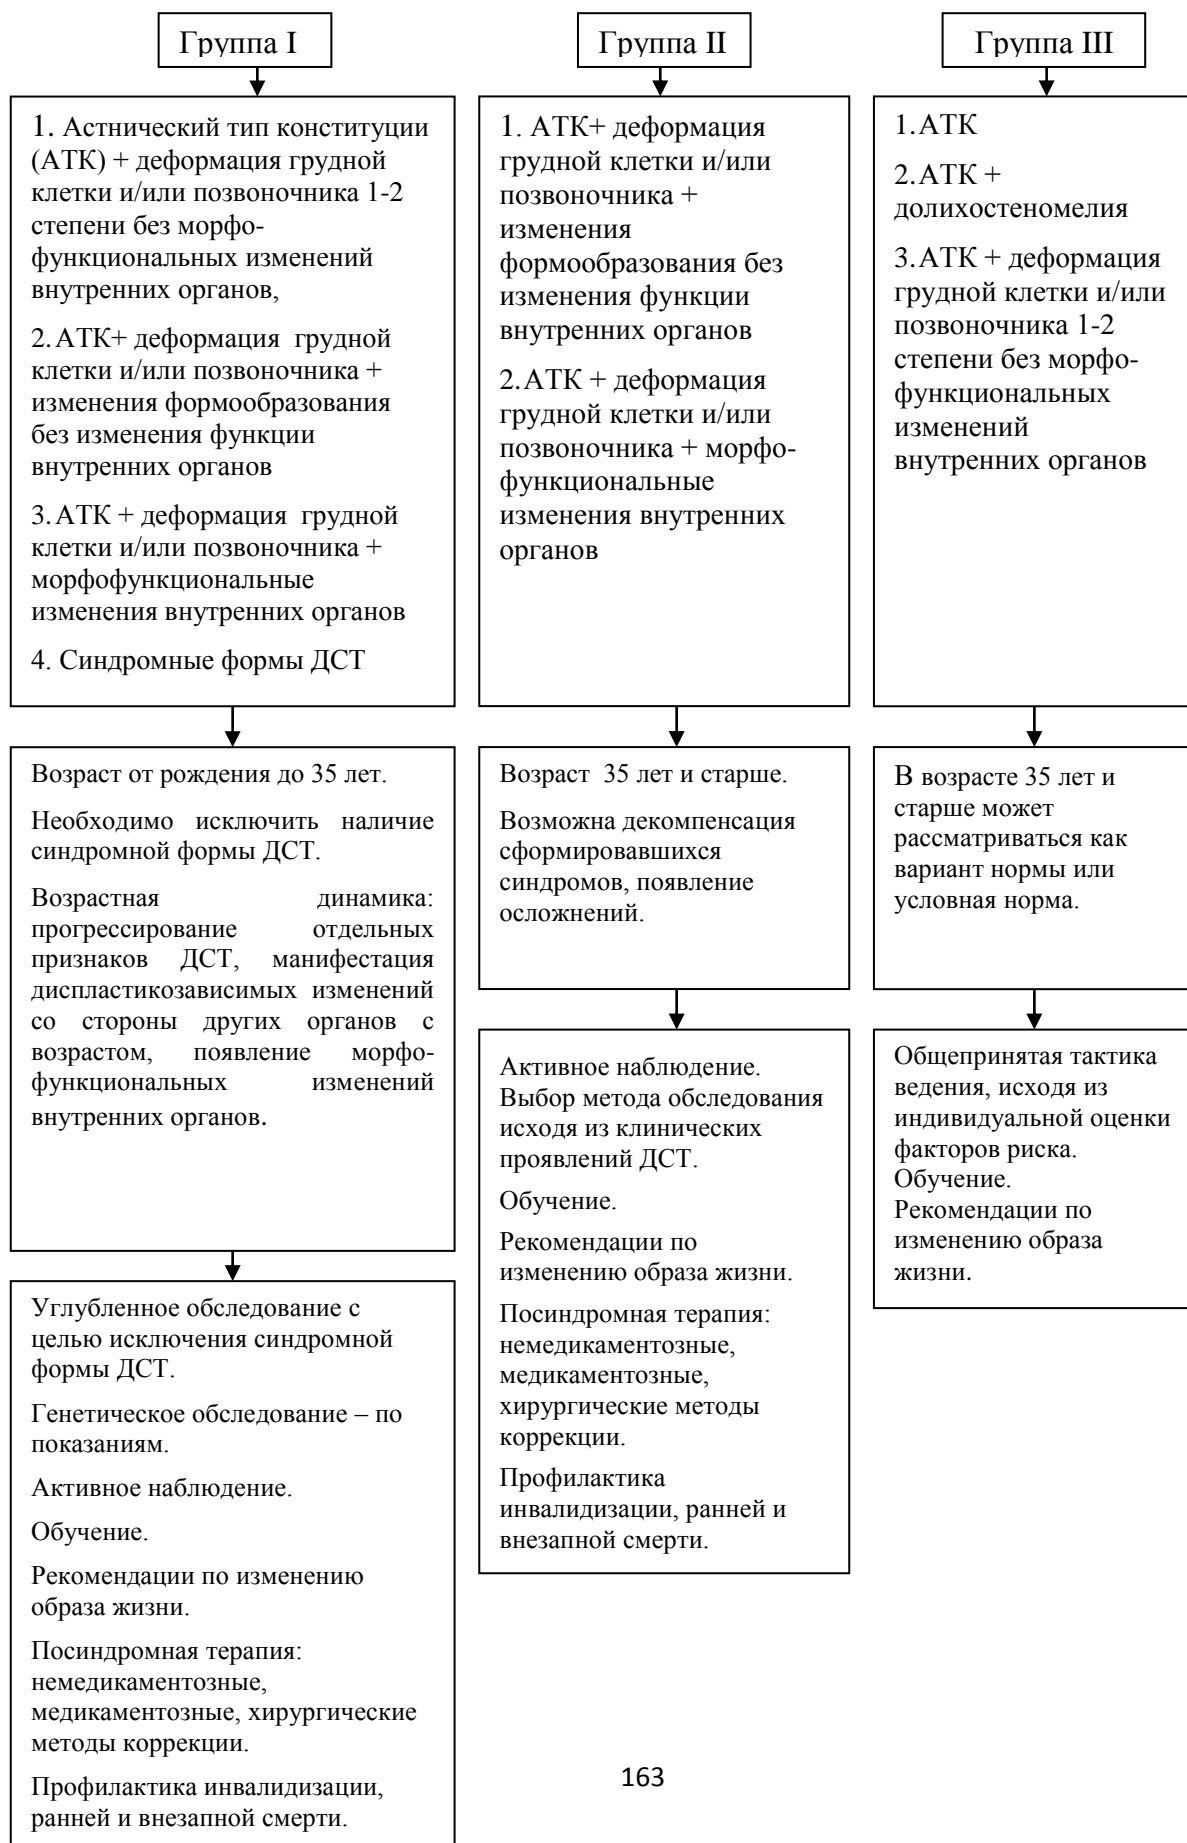 Группа I
1. Астнический тип конституции
(АТК) + деформация грудной
клетки и/или позвоночника 1-2
степени без морфо-
функциональных изменений
внутренних органов,
2. АТК+ деформация грудной
клетки и/или позвоночника +
изменения формообразования
без изменения функции
внутренних органов
3. АТК + деформация грудной
клетки и/или позвоночника +
морфофункциональные
изменения внутренних органов
4. Синдромные формы ДСТ
Возраст от рождения до 35 лет.
Необходимо исключить наличие
синдромной формы ДСТ.
Возрастная динамика:
прогрессирование отдельных
признаков ДСТ, манифестация
диспластикозависимых изменений
со стороны других органов с
возрастом, появление морфо-
функциональных изменений
внутренних органов.
Углубленное обследование с
целью исключения синдромной
формы ДСТ.
Генетическое обследование – по
показаниям.
Активное наблюдение.
Обучение.
Рекомендации по изменению
образа жизни.
Посиндромная терапия:
немедикаментозные,
медикаментозные, хирургические
методы коррекции.
Профилактика инвалидизации,
ранней и внезапной смерти.
Группа II
1. АТК+ деформация
грудной клетки и/или
позвоночника +
изменения
формообразования без
изменения функции
внутренних органов
2. АТК + деформация
грудной клетки и/или
позвоночника + морфо-
функциональные
изменения внутренних
органов
Возраст 35 лет и старше.
Возможна декомпенсация
сформировавшихся
синдромов, появление
осложнений.
Активное наблюдение.
Выбор метода обследования
исходя из клинических
проявлений ДСТ.
Обучение.
Рекомендации по
изменению образа жизни.
Посиндромная терапия:
немедикаментозные,
медикаментозные,
хирургические методы
коррекции.
Профилактика
инвалидизации, ранней и
внезапной смерти.
Группа III
1. АТК
2. АТК +
долихостеномелия
3. АТК + деформация
грудной клетки и/или
позвоночника 1-2
степени без морфо-
функциональных
изменений
внутренних органов
В возрасте 35 лет и
старше может
рассматриваться как
вариант нормы или
условная норма.
Общепринятая тактика
ведения, исходя из
индивидуальной оценки
факторов риска.
Обучение.
Рекомендации по
изменению образа
жизни.
163